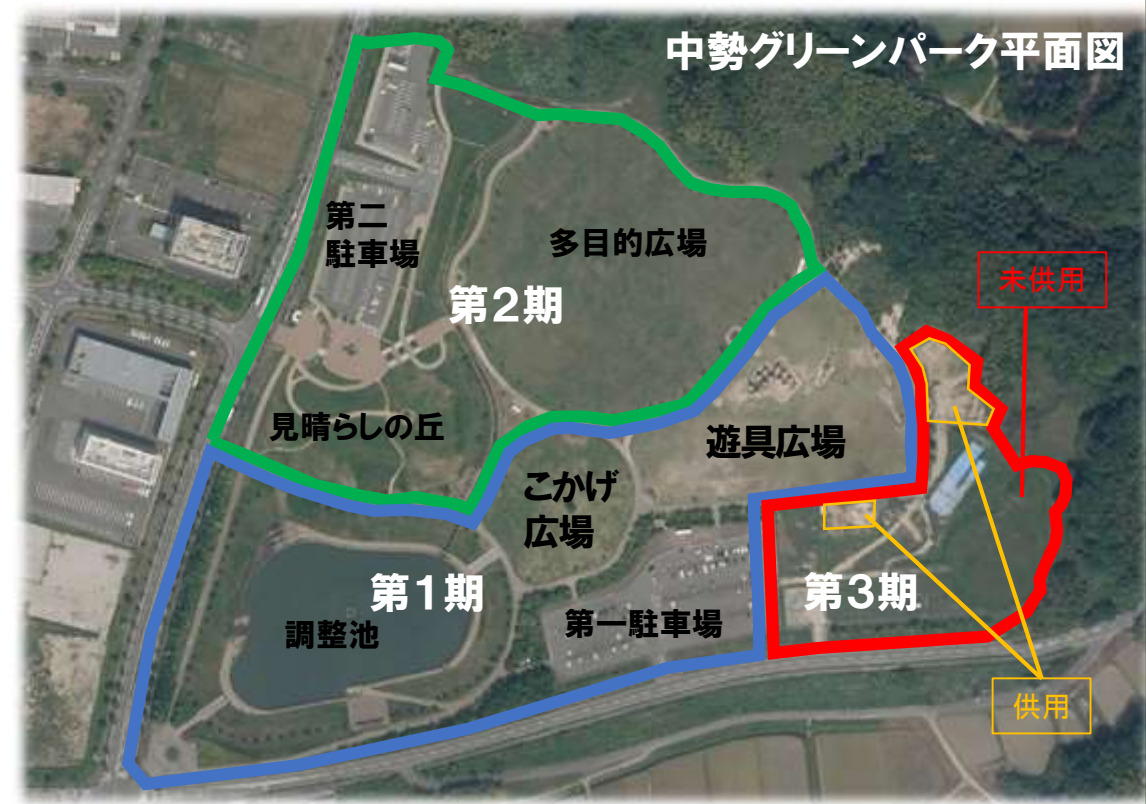 中勢グリーンパーク平面図
第二
駐車場
多目的広場
未供用
第2期
見晴らしの丘
遊具広場
こかげ
広場
第1期
第3期
調整池
第一駐車場
供用